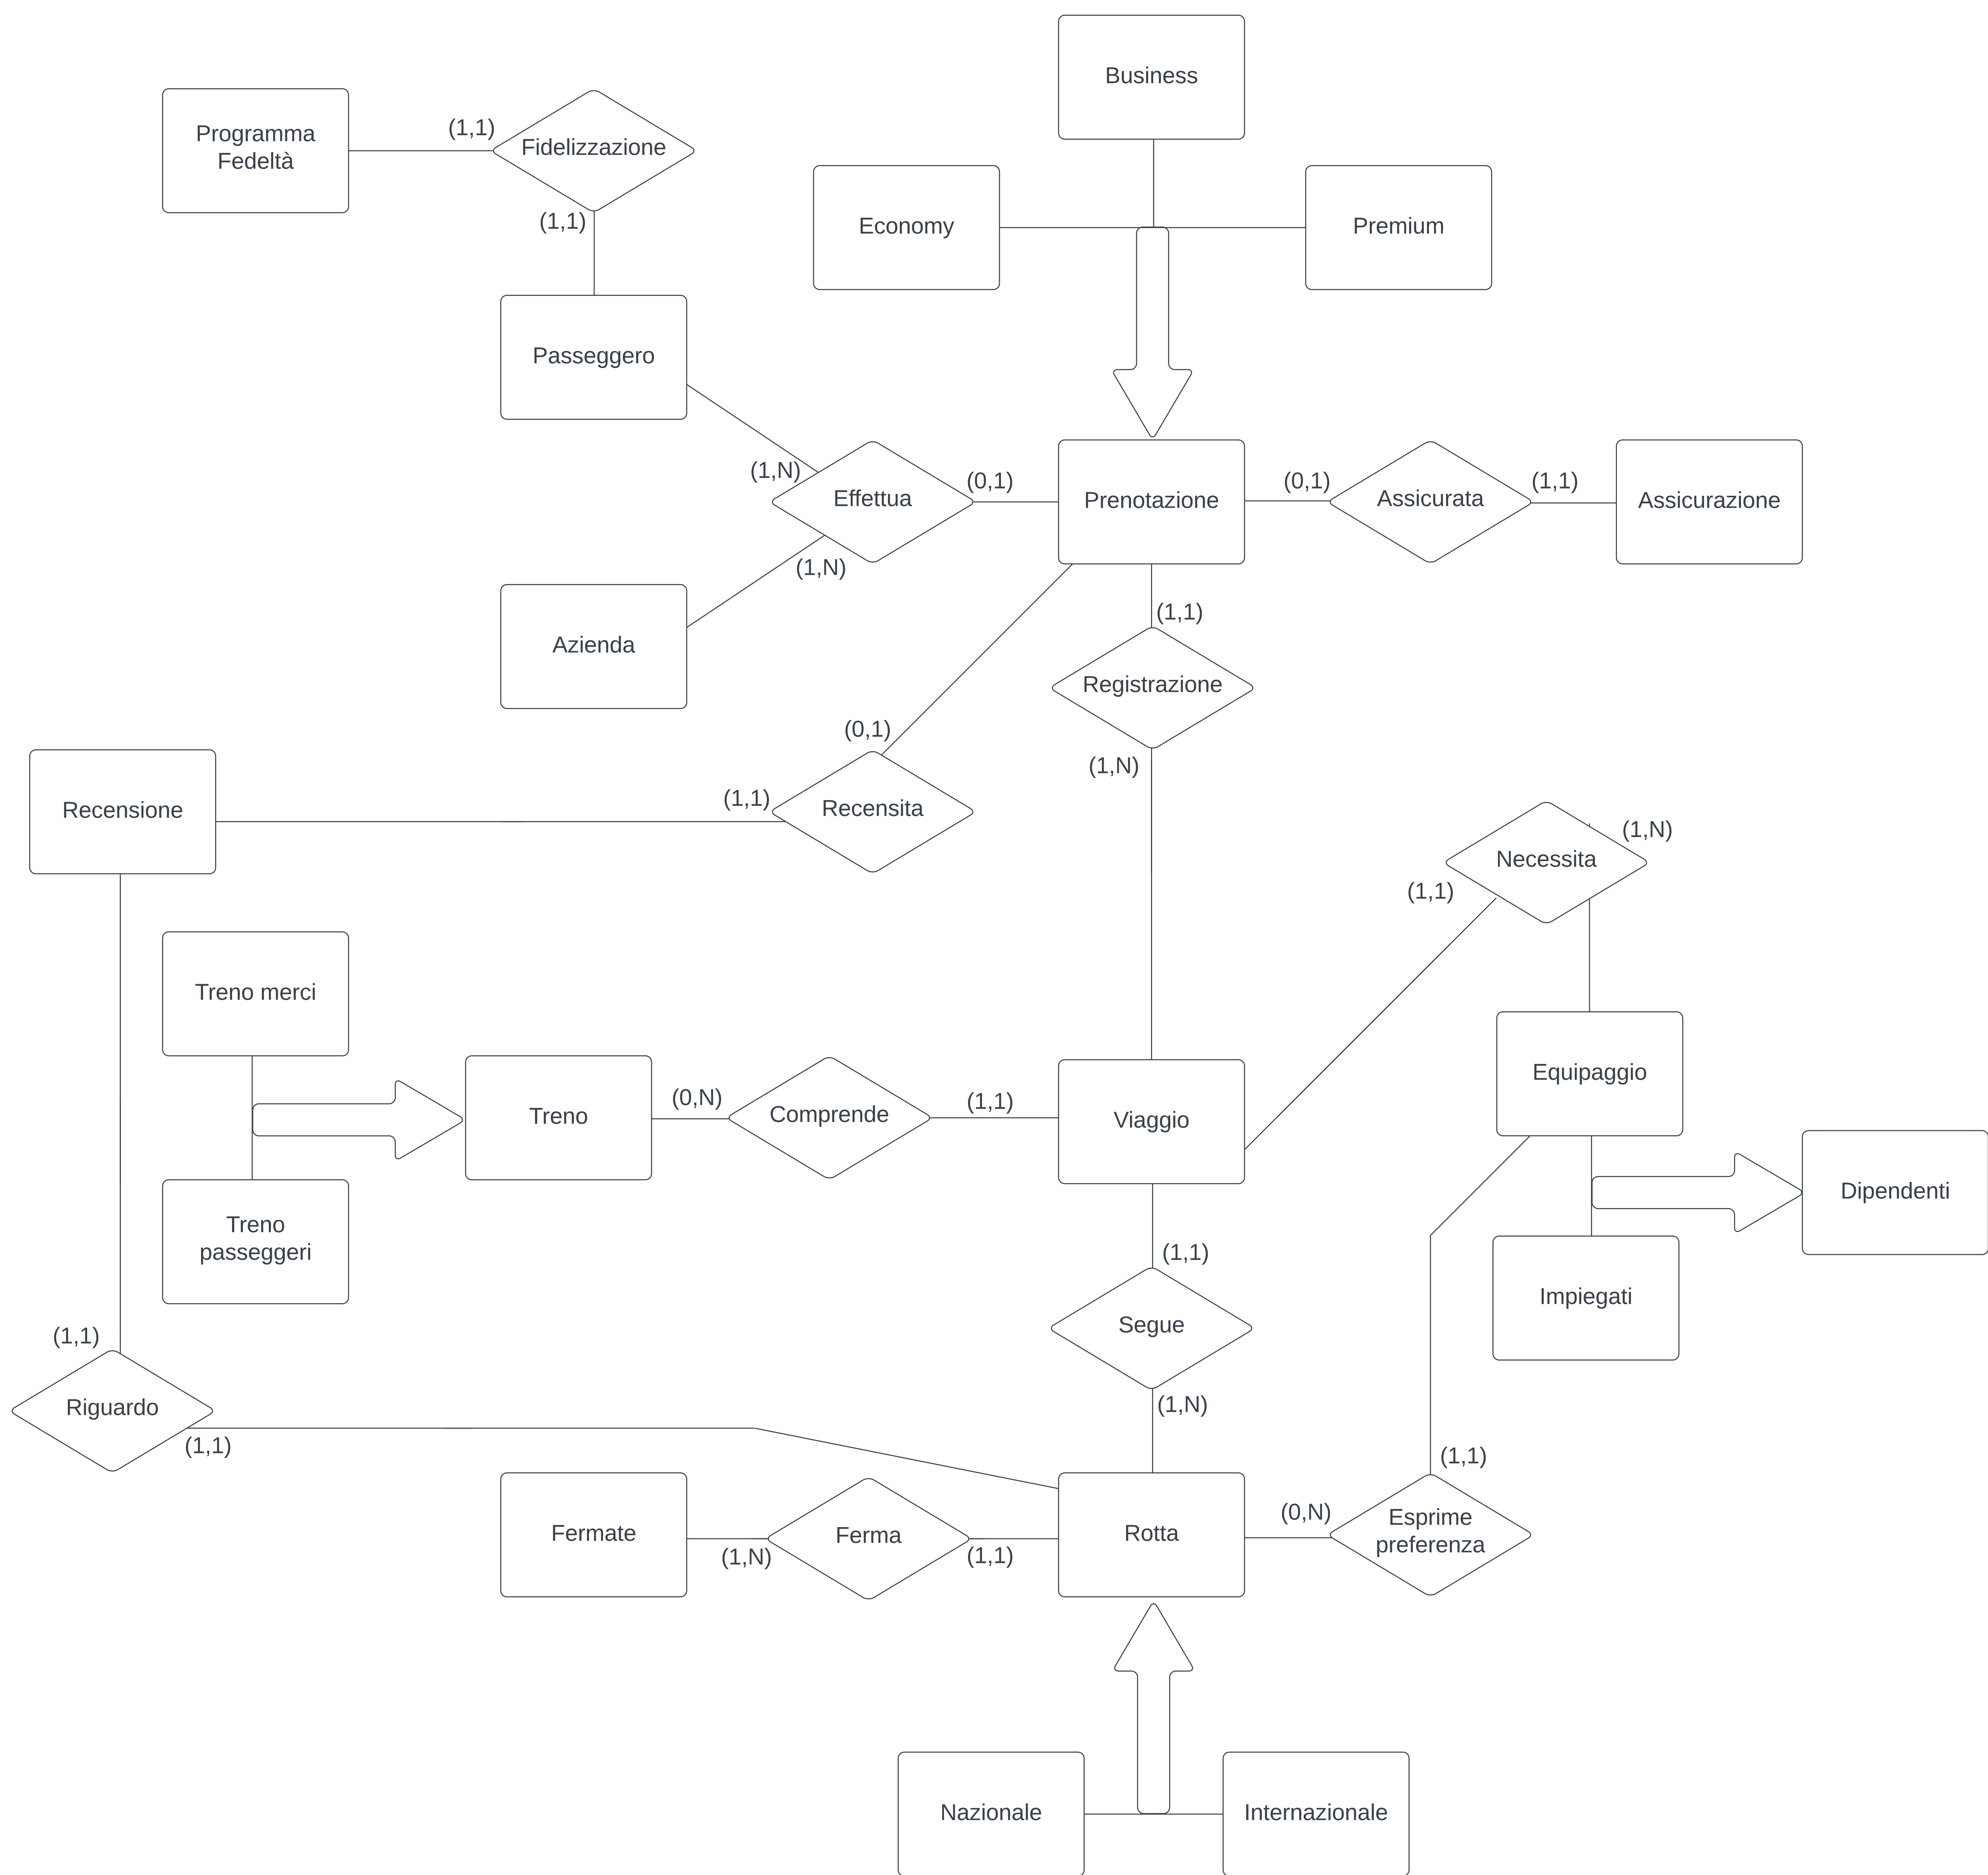 Business
Programma
Fedeltà
(1,1)
Fidelizzazione
(1,1)
Economy
Premium
Passeggero
(1,N)
Effettua
(0,1)
Prenotazione
(0,1)
Assicurata
(1,1)
Assicurazione
(1,N)
Azienda
(1,1)
Registrazione
(0,1)
(1,N)
Recensione
(1,1)
Recensita
Necessita
(1,N)
(1,1)
Treno merci
Treno
(0,N)
Comprende
(1,1)
Viaggio
Equipaggio
Dipendenti
Treno
passeggeri
(1,1)
Impiegati
Segue
(1,1)
Riguardo
(1,1)
(1,N)
(1,1)
Fermate
(1,N)
Ferma
(1,1)
Rotta
(0,N)
Esprime
preferenza
Nazionale
Internazionale